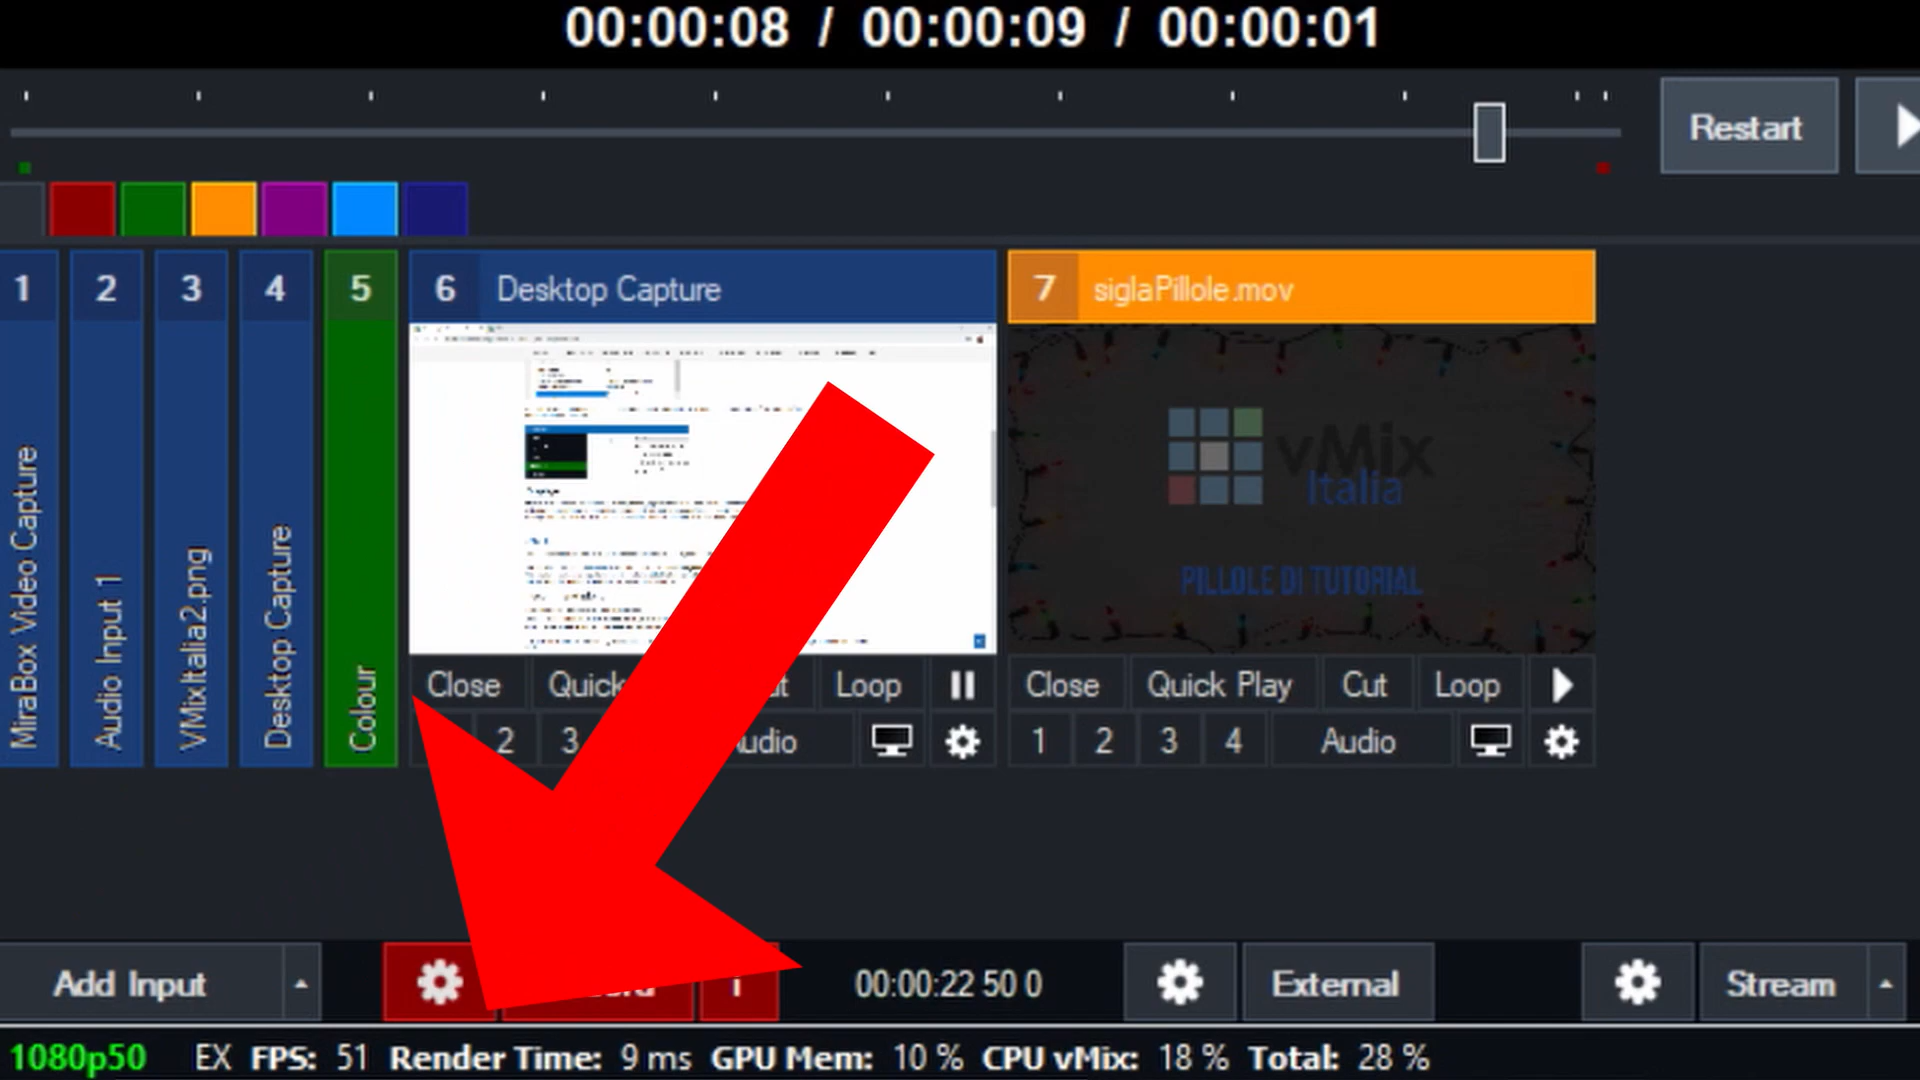 00:00:08 / 00:00:09 / 00:00:01
Restart
1
2
3
4
5
6 Desktop Capture
7 siglaPillole.mov
MiraBox Video Capture
Audio Input 1
VMixItalia2.png
Desktop Capture
Colour
vMix
Italia
PILLOLE DI TUTORIAL
Close Quick Loop
2 3
Close Quick Play Cut Loop
1 2 3 4 Audio
Add Input 00:00:22 50 0 External Stream
1080p50 EX FPS: 51 Render Time: 9 ms GPU Mem: 10 % CPU vMix: 18 % Total: 28 %